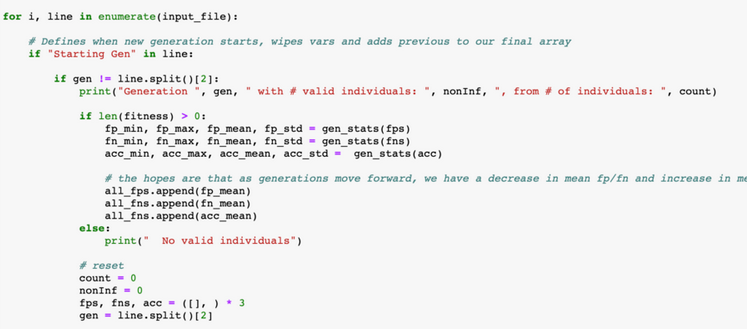 for i, line in enumerate(input_file):
# Defines when new generation starts, wipes vars and adds previous to our final array
if "Starting Gen" in line:
if gen != line.split()[2]:
print("Generation ", gen, " with # valid individuals: ", nonInf, ", from # of individuals: ", count)
if len(fitness) > 0:
fp_min, fp_max, fp_mean, fp_std = gen_stats(fps)
fn_min, fn_max, fn_mean, fn_std = gen_stats(fns)
acc_min, acc_max, acc_mean, acc_std =  gen_stats(acc)
# the hopes are that as generations move forward, we have a decrease in mean fp/fn and increase in me
all_fps.append(fp_mean)
all_fns.append(fn_mean)
all_fns.append(acc_mean)
else:
print("  No valid individuals")
# reset
count = 0
nonInf = 0
fps, fns, acc = ([], ) * 3
gen = line.split()[2]